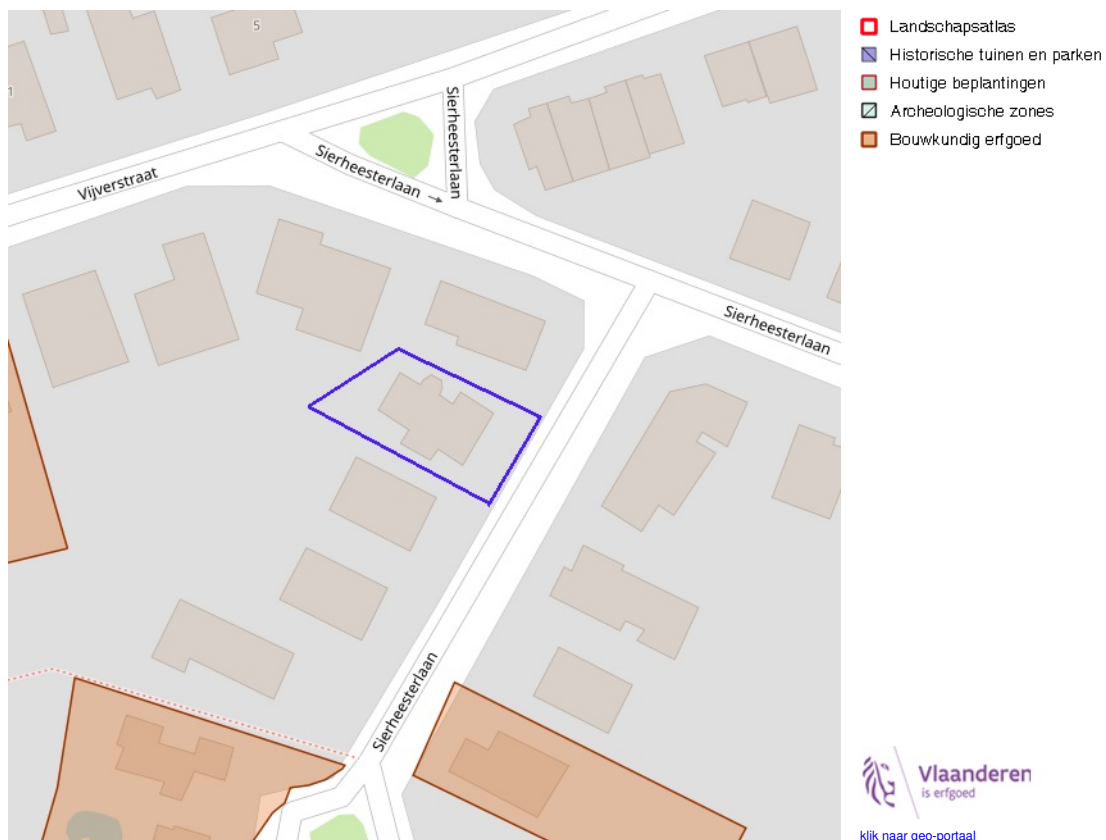 5
1
Vijverstraat
Sierheesterlaan
Sierheesterlaan
Sierheesterlaan
Sierheesterlaan
Landschapsatlas
Historische tuinen en parken
Houtige beplantingen
Archeologische zones
Bouwkundig erfgoed
Vlaanderen
is erfgoed
klik naar geo-portaal